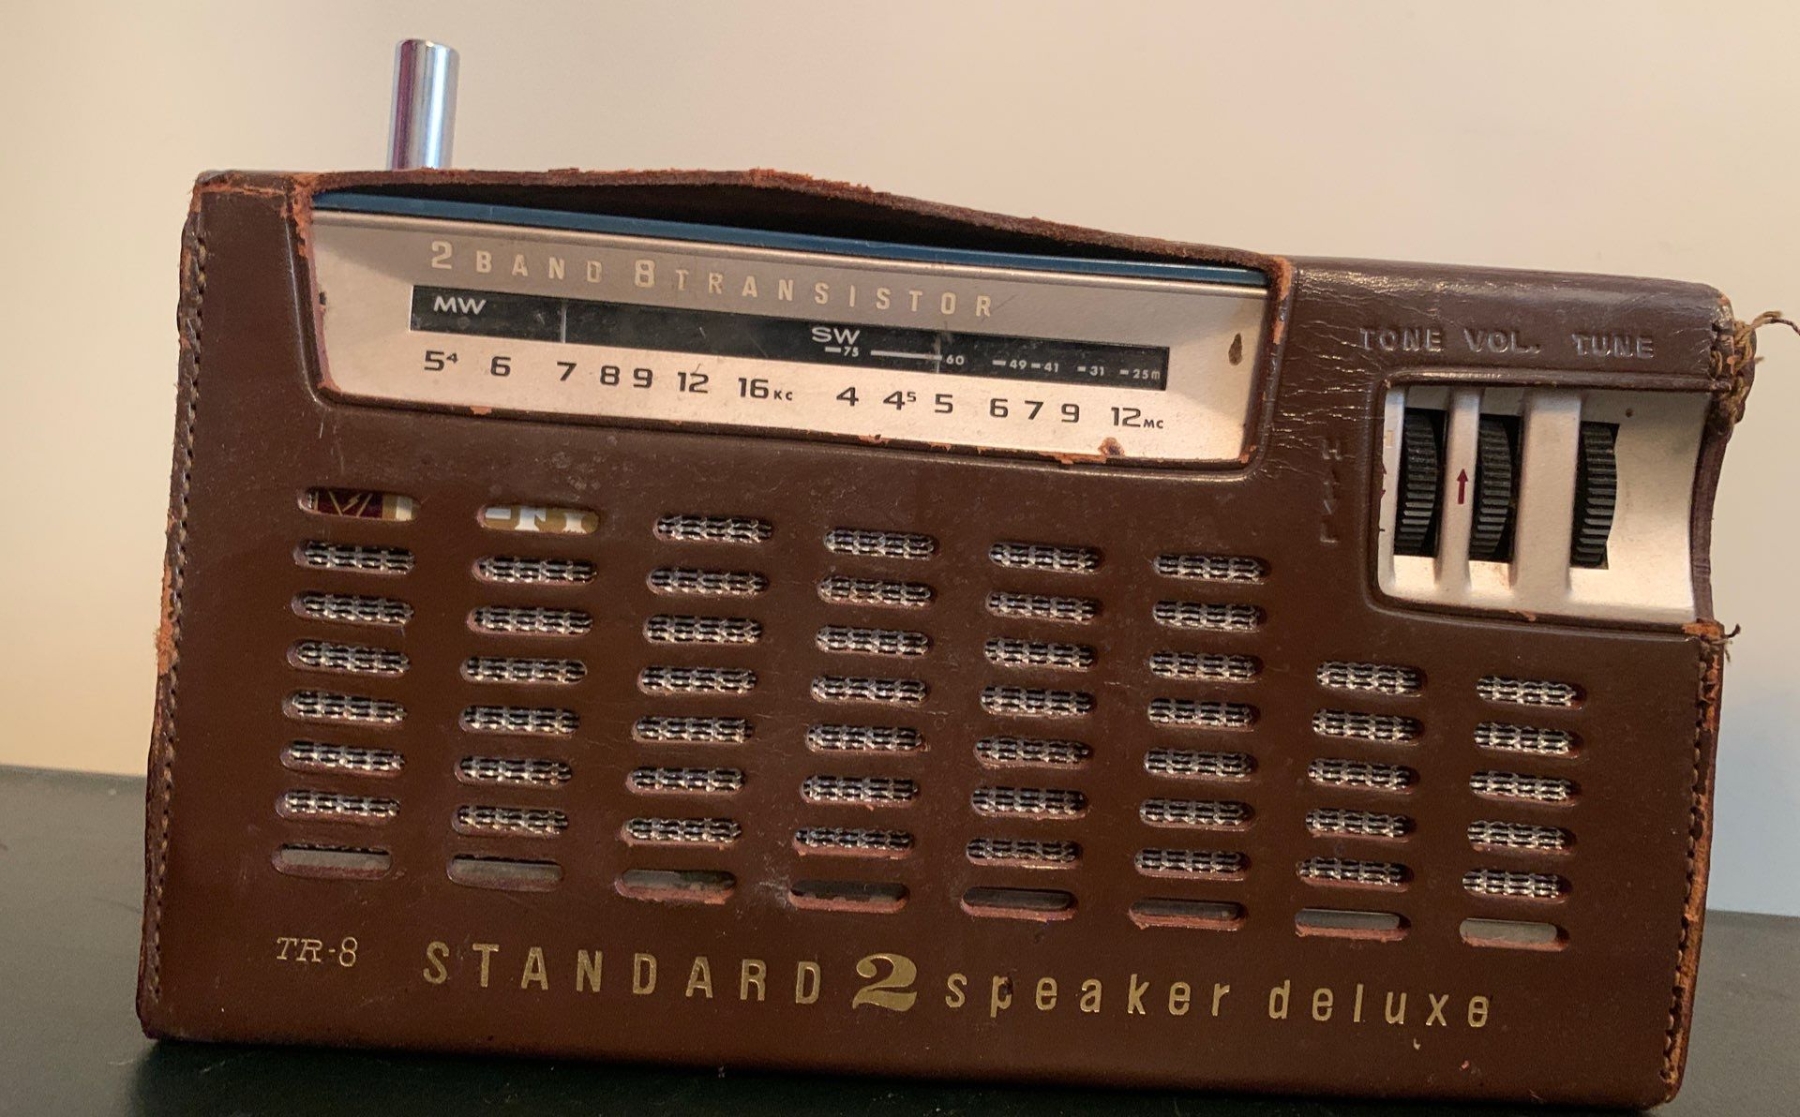 2 BAND 8 TRANSISTOR
MW
SW
75 60 49 41 31 25m
5⁴ 6 7 8 9 12 16KC 4 4⁵ 5 6 7 9 12MC
TONE VOL. TUNE
H
L
TR-8
STANDARD 2 speaker deluxe